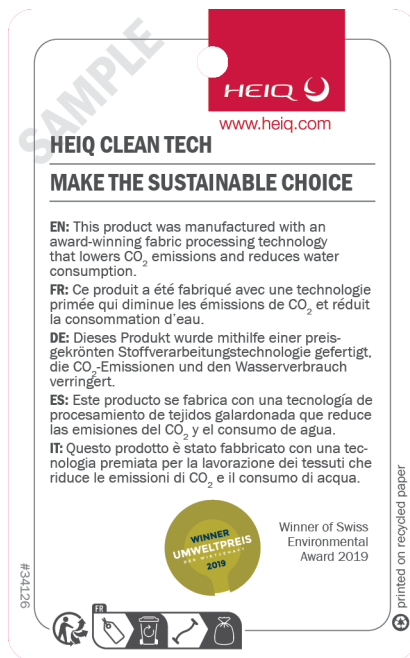 SAMPLE
HEIQ
www.heiq.com
HEIQ CLEAN TECH
MAKE THE SUSTAINABLE CHOICE
EN: This product was manufactured with an
award-winning fabric processing technology
that lowers CO2 emissions and reduces water
consumption.
FR: Ce produit a été fabriqué avec une technologie
primée qui diminue les émissions de CO2 et réduit
la consommation d'eau.
DE: Dieses Produkt wurde mithilfe einer preis-
gekrönten Stoffverarbeitungstechnologie gefertigt,
die CO2-Emissionen und den Wasserverbrauch
verringert.
ES: Este producto se fabrica con una tecnología de
procesamiento de tejidos galardonada que reduce
las emisiones del CO2 y el consumo de agua.
IT: Questo prodotto è stato fabbricato con una tec-
nologia premiata per la lavorazione dei tessuti che
riduce le emissioni di CO2 e il consumo di acqua.
WINNER
UMWELTPREIS
DER WIRTSCHAFT
2019
Winner of Swiss
Environmental
Award 2019
#34126
printed on recycled paper
FR